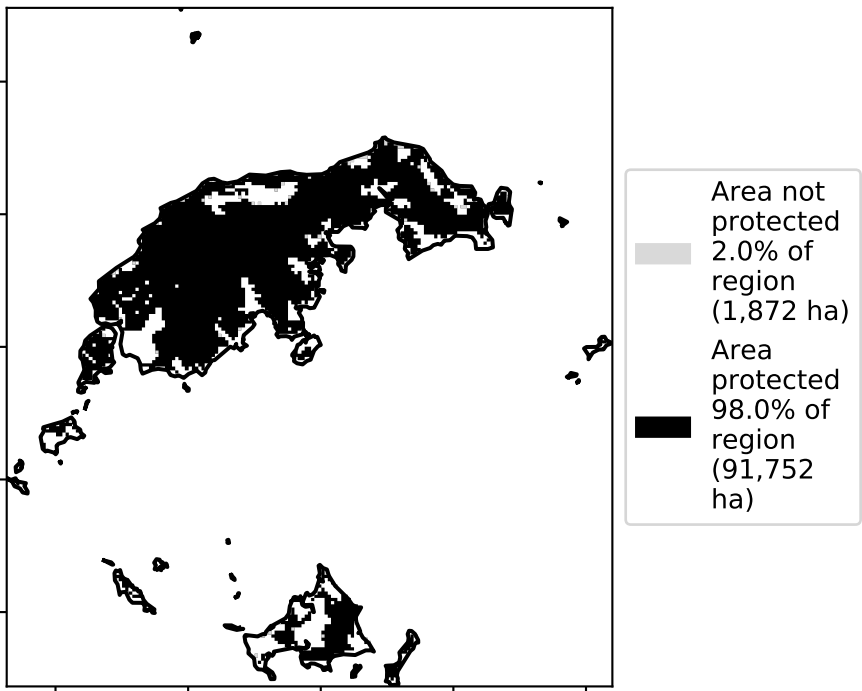 Area not
protected
2.0% of
region
(1,872 ha)
Area
protected
98.0% of
region
(91,752
ha)